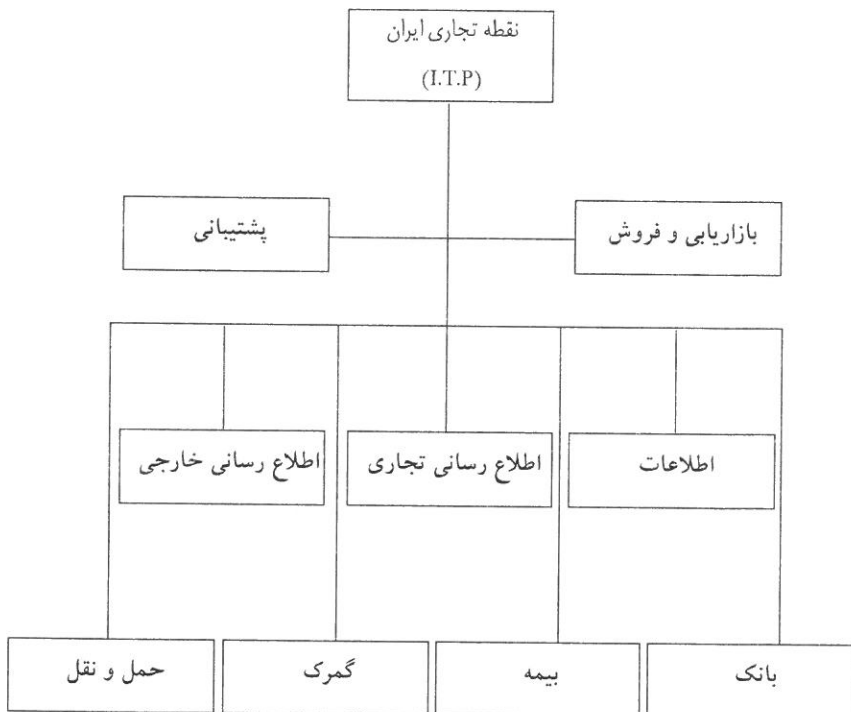 نقطه تجاری ایران
(I.T.P)
بازاریابی و فروش
پشتیبانی
اطلاعات
اطلاع رسانی تجاری
اطلاع رسانی خارجی
بانک
بیمه
گمرک
حمل و نقل